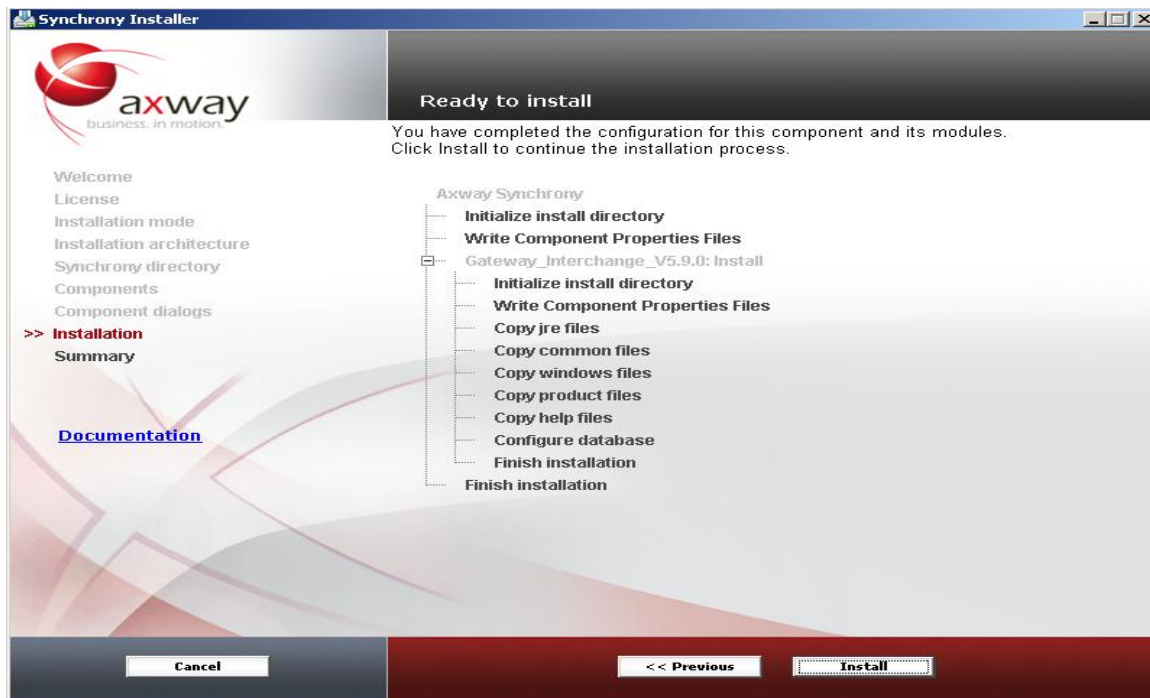 Synchrony Installer
axway
business. in motion.
Ready to install
You have completed the configuration for this component and its modules.
Click Install to continue the installation process.
Welcome
License
Installation mode
Installation architecture
Synchrony directory
Components
Component dialogs
>> Installation
Summary
Documentation
Axway Synchrony
Initialize install directory
Write Component Properties Files
Gateway_Interchange_V5.9.0: Install
Initialize install directory
Write Component Properties Files
Copy jre files
Copy common files
Copy windows files
Copy product files
Copy help files
Configure database
Finish installation
Finish installation
Cancel
<< Previous
Install